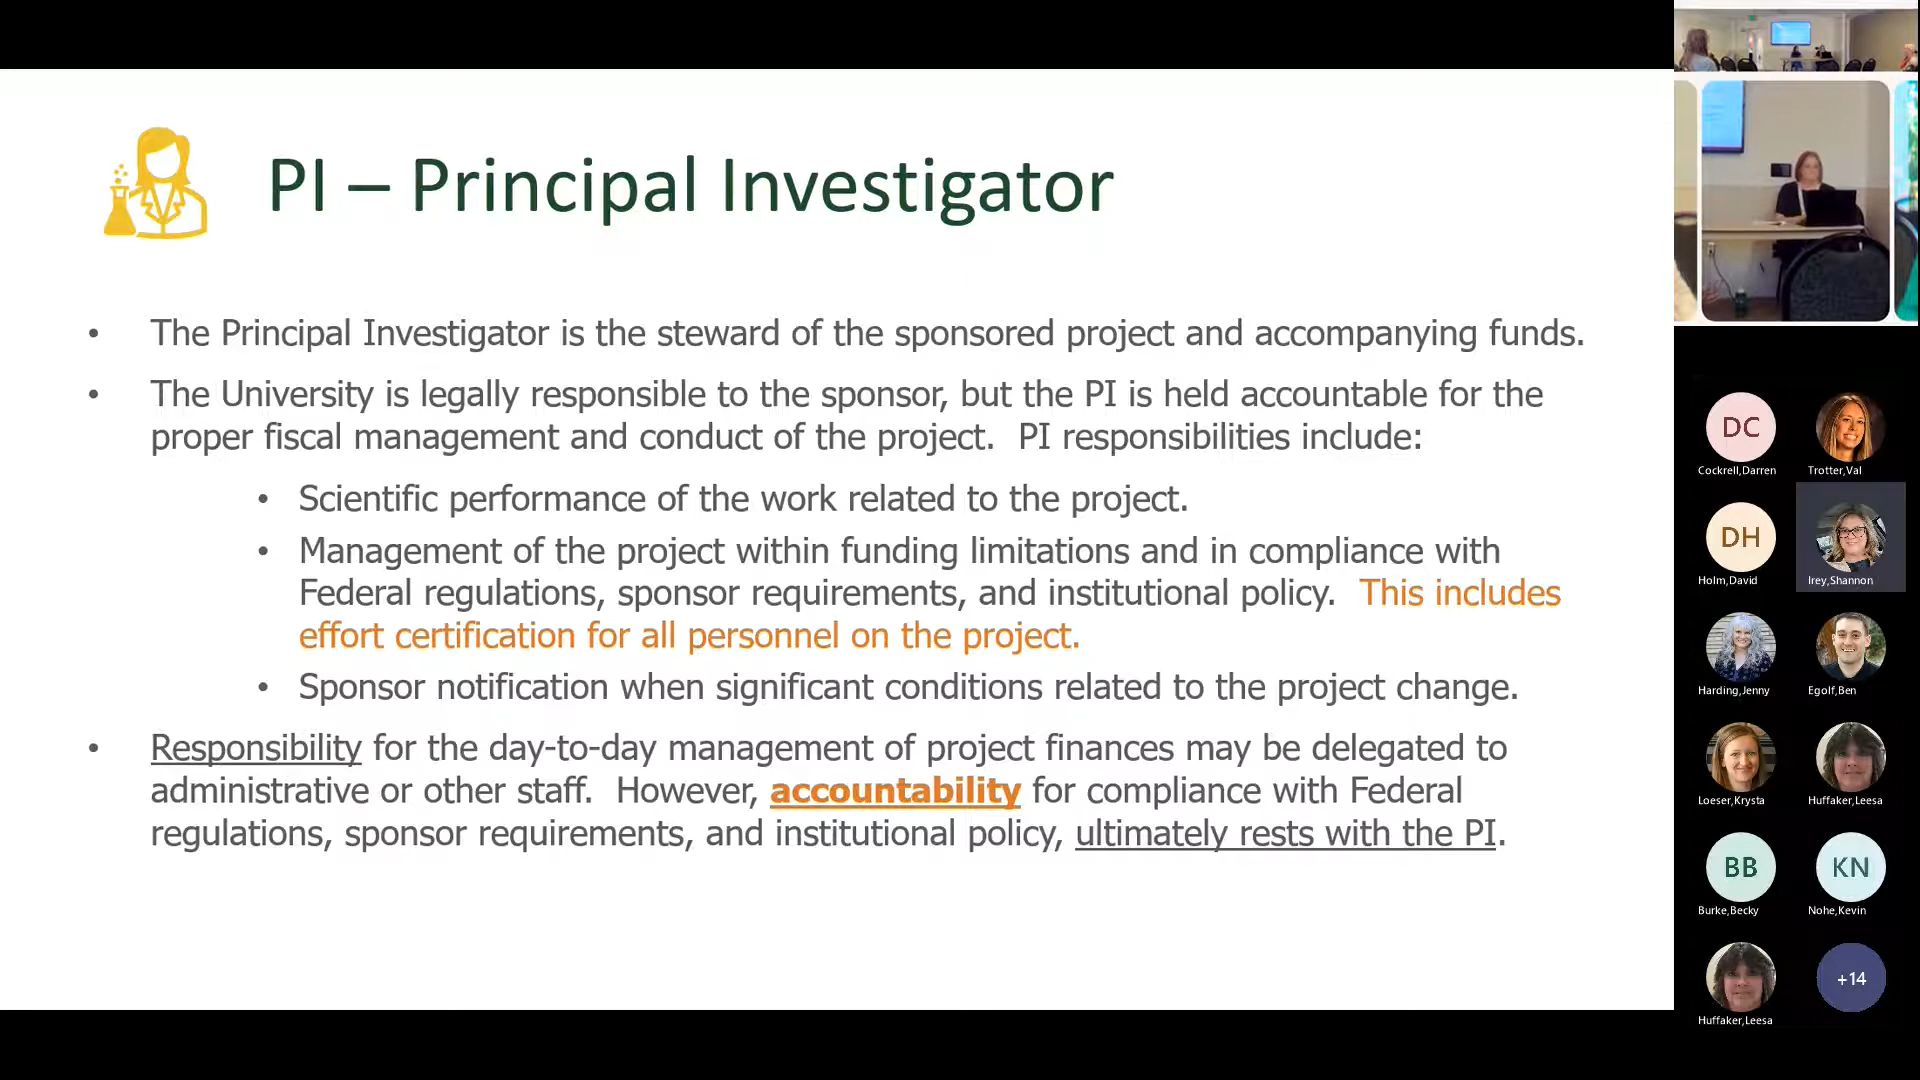 PI – Principal Investigator
• The Principal Investigator is the steward of the sponsored project and accompanying funds.
• The University is legally responsible to the sponsor, but the PI is held accountable for the
proper fiscal management and conduct of the project.  PI responsibilities include:
• Scientific performance of the work related to the project.
• Management of the project within funding limitations and in compliance with
Federal regulations, sponsor requirements, and institutional policy.  This includes
effort certification for all personnel on the project.
• Sponsor notification when significant conditions related to the project change.
• Responsibility for the day-to-day management of project finances may be delegated to
administrative or other staff.  However, accountability for compliance with Federal
regulations, sponsor requirements, and institutional policy, ultimately rests with the PI.
DC
Cockrell,Darren
Trotter,Val
DH
Holm,David
Irey,Shannon
Harding,Jenny
Egolf,Ben
Loeser,Krysta
Huffaker,Leesa
BB
Burke,Becky
KN
Nohe,Kevin
Huffaker,Leesa
+14